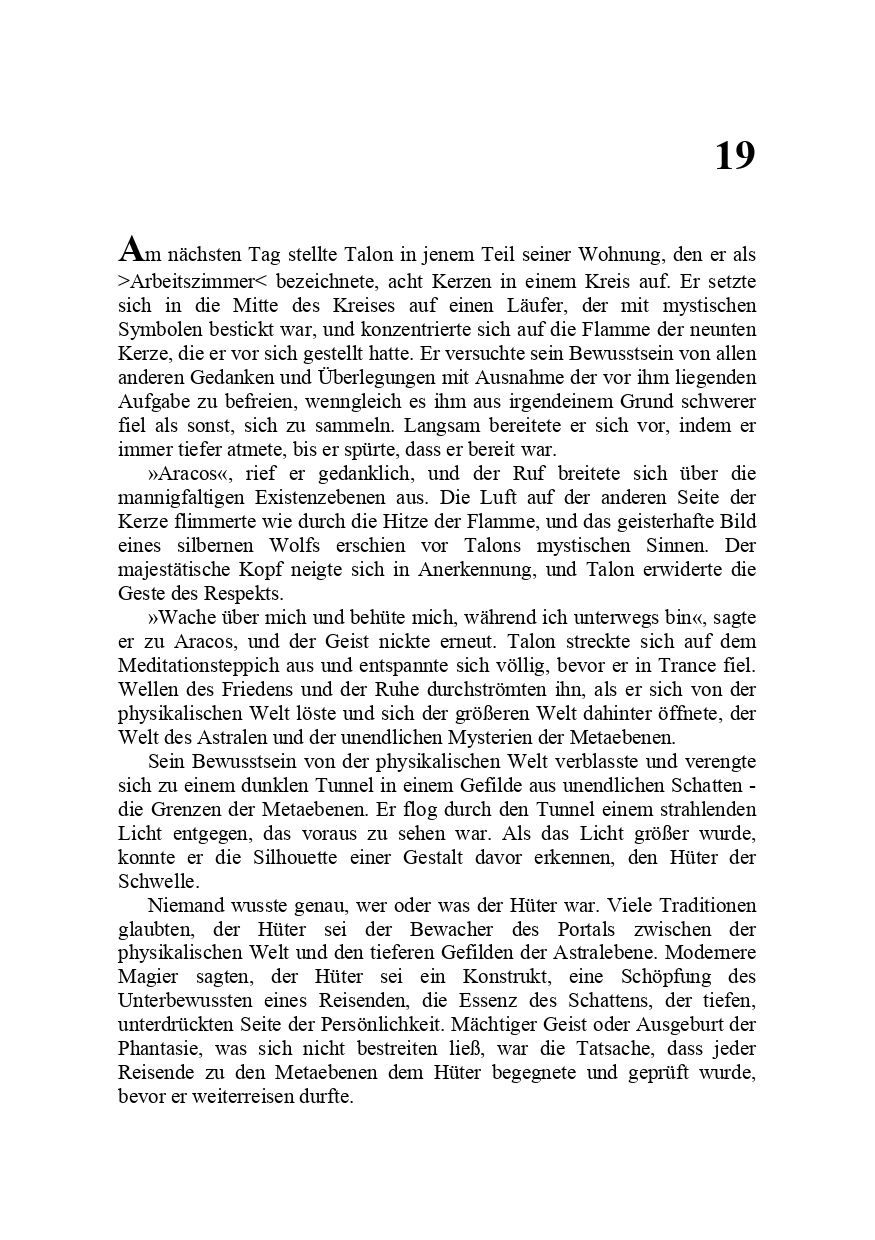 19
Am nächsten Tag stellte Talon in jenem Teil seiner Wohnung, den er als
>Arbeitszimmer< bezeichnete, acht Kerzen in einem Kreis auf. Er setzte
sich in die Mitte des Kreises auf einen Läufer, der mit mystischen
Symbolen bestickt war, und konzentrierte sich auf die Flamme der neunten
Kerze, die er vor sich gestellt hatte. Er versuchte sein Bewusstsein von allen
anderen Gedanken und Überlegungen mit Ausnahme der vor ihm liegenden
Aufgabe zu befreien, wenngleich es ihm aus irgendeinem Grund schwerer
fiel als sonst, sich zu sammeln. Langsam bereitete er sich vor, indem er
immer tiefer atmete, bis er spürte, dass er bereit war.
»Aracos«, rief er gedanklich, und der Ruf breitete sich über die
mannigfaltigen Existenzebenen aus. Die Luft auf der anderen Seite der
Kerze flimmerte wie durch die Hitze der Flamme, und das geisterhafte Bild
eines silbernen Wolfs erschien vor Talons mystischen Sinnen. Der
majestätische Kopf neigte sich in Anerkennung, und Talon erwiderte die
Geste des Respekts.
»Wache über mich und behüte mich, während ich unterwegs bin«, sagte
er zu Aracos, und der Geist nickte erneut. Talon streckte sich auf dem
Meditationsteppich aus und entspannte sich völlig, bevor er in Trance fiel.
Wellen des Friedens und der Ruhe durchströmten ihn, als er sich von der
physikalischen Welt löste und sich der größeren Welt dahinter öffnete, der
Welt des Astralen und der unendlichen Mysterien der Metaebenen.
Sein Bewusstsein von der physikalischen Welt verblasste und verengte
sich zu einem dunklen Tunnel in einem Gefilde aus unendlichen Schatten -
die Grenzen der Metaebenen. Er flog durch den Tunnel einem strahlenden
Licht entgegen, das voraus zu sehen war. Als das Licht größer wurde,
konnte er die Silhouette einer Gestalt davor erkennen, den Hüter der
Schwelle.
Niemand wusste genau, wer oder was der Hüter war. Viele Traditionen
glaubten, der Hüter sei der Bewacher des Portals zwischen der
physikalischen Welt und den tieferen Gefilden der Astralebene. Modernere
Magier sagten, der Hüter sei ein Konstrukt, eine Schöpfung des
Unterbewussten eines Reisenden, die Essenz des Schattens, der tiefen,
unterdrückten Seite der Persönlichkeit. Mächtiger Geist oder Ausgeburt der
Phantasie, was sich nicht bestreiten ließ, war die Tatsache, dass jeder
Reisende zu den Metaebenen dem Hüter begegnete und geprüft wurde,
bevor er weiterreisen durfte.